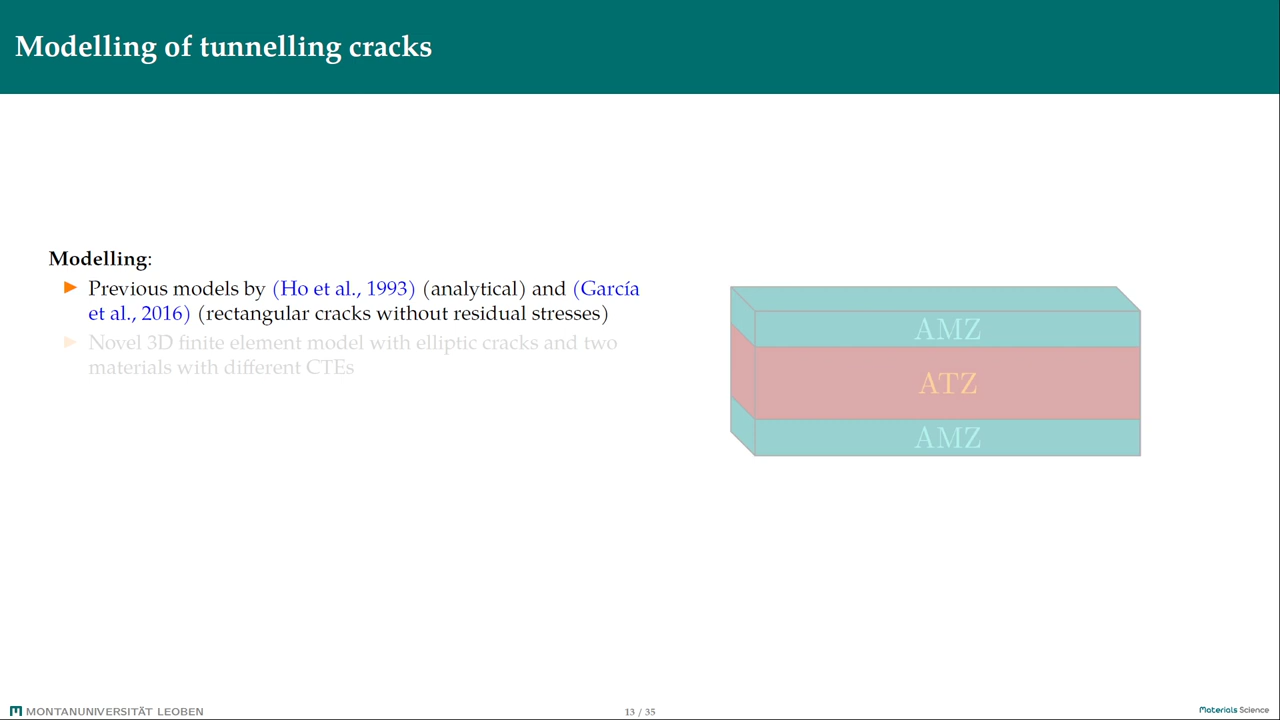 Modelling of tunnelling cracks
Modelling:
Previous models by (Ho et al., 1993) (analytical) and (García
et al., 2016) (rectangular cracks without residual stresses)
Novel 3D finite element model with elliptic cracks and two
materials with different CTEs
AMZ
ATZ
AMZ
MONTANUNIVERSITÄT LEOBEN
13 / 35
Materials Science